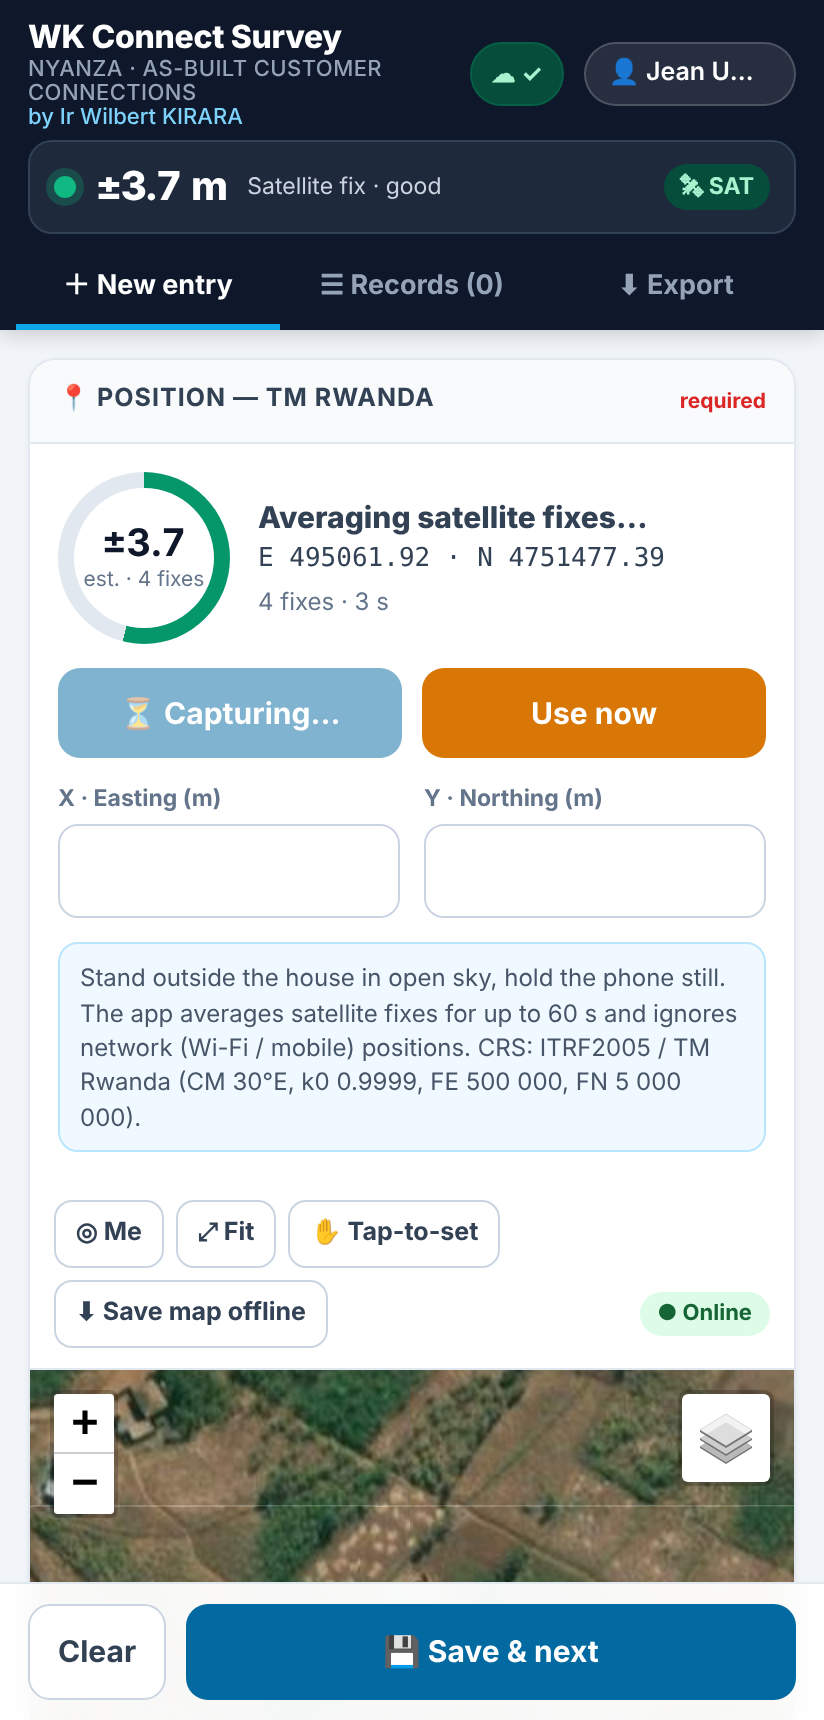 WK Connect Survey
NYANZA · AS-BUILT CUSTOMER
CONNECTIONS
by Ir Wilbert KIRARA
☁ ✓
👤 Jean U...
±3.7 m Satellite fix · good
🛰 SAT
＋ New entry
☰ Records (0)
⬇ Export
📍 POSITION — TM RWANDA
required
±3.7
est. · 4 fixes
Averaging satellite fixes...
E 495061.92 · N 4751477.39
4 fixes · 3 s
⏳ Capturing...
Use now
X · Easting (m)
Y · Northing (m)
Stand outside the house in open sky, hold the phone still.
The app averages satellite fixes for up to 60 s and ignores
network (Wi-Fi / mobile) positions. CRS: ITRF2005 / TM
Rwanda (CM 30°E, k0 0.9999, FE 500 000, FN 5 000
000).
◎ Me
⤢ Fit
✋ Tap-to-set
⬇ Save map offline
● Online
+
−
Clear
💾 Save & next